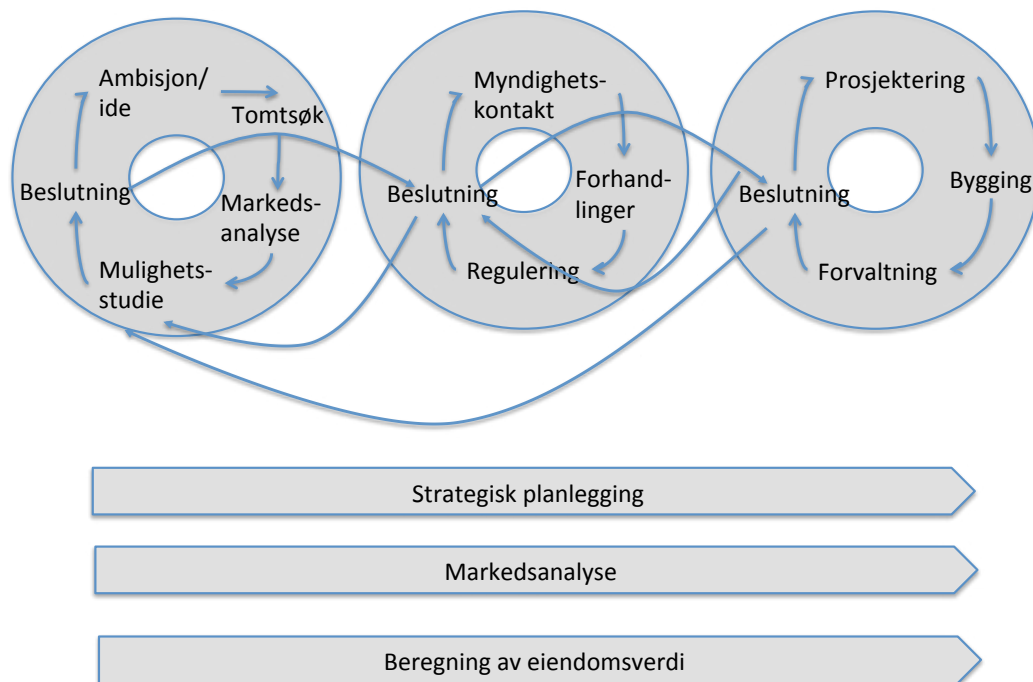 Ambisjon/
ide
Tomtsøk
Beslutning
Markeds-
analyse
Mulighets-
studie
Myndighets-
kontakt
Beslutning
Forhand-
linger
Regulering
Prosjektering
Beslutning
Bygging
Forvaltning
Strategisk planlegging
Markedsanalyse
Beregning av eiendomsverdi